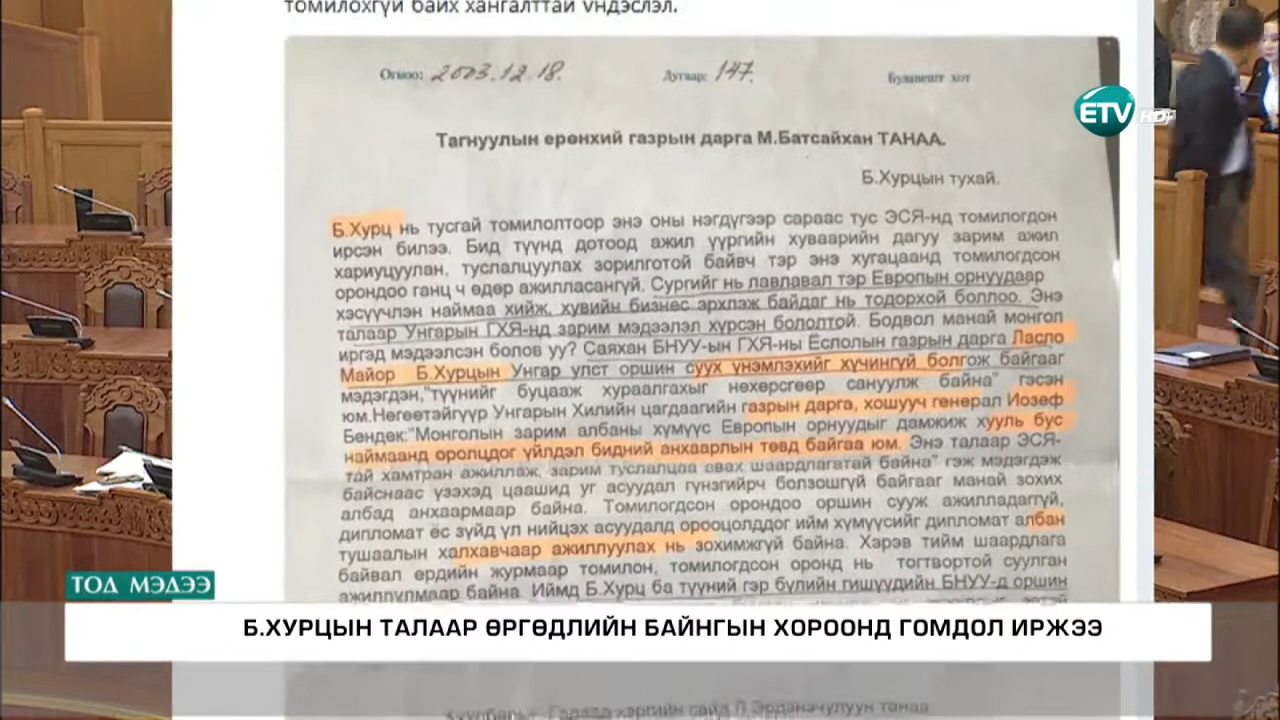 томилохгүй байх хангалттай үндэслэл.
Огноо: 2003.12.18. Дугаар: 147. Будапешт хот
ETV HD
Тагнуулын ерөнхий газрын дарга М.Батсайхан ТАНАА.
Б.Хурцын тухай.
Б.Хурц нь тусгай томилолтоор энэ оны нэгдүгээр сараас тус ЭСЯ-нд томилогдон
ирсэн билээ. Бид түүнд дотоод ажил үүргийн хуваарийн дагуу зарим ажил
хариуцуулан, туслалцуулах зорилготой байвч тэр энэ хугацаанд томилогдсон
орондоо ганц ч өдөр ажилласангүй. Сургийг нь лавлавал тэр Европын орнуудаар
хэсүүчлэн наймаа хийж, хувийн бизнес эрхлэж байдаг нь тодорхой боллоо. Энэ
талаар Унгарын ГХЯ-нд зарим мэдээлэл хүрсэн бололтой. Бодвол манай монгол
иргэд мэдээлсэн болов уу? Саяхан БНУУ-ын ГХЯ-ны Ёслолын газрын дарга Ласло
Майор Б.Хурцын Унгар улст оршин суух үнэмлэхийг хүчингүй болгож байгааг
мэдэгдэн,"түүнийг буцааж хураалгахыг нөхөрсгөөр сануулж байна" гэсэн
юм.Нөгөөтэйгүүр Унгарын Хилийн цагдаагийн газрын дарга, хошууч генерал Иозеф
Бендек:"Монголын зарим албаны хүмүүс Европын орнуудыг дамжиж хууль бус
наймаанд оролцдог үйлдэл бидний анхаарлын төвд байгаа юм. Энэ талаар ЭСЯ-
тай хамтран ажиллаж, зарим туслалцаа авах шаардлагатай байна" гэж мэдэгдэж
байснаас үзэхэд цаашид уг асуудал гүнзгийрч болзошгүй байгааг манай зохих
албад анхаармаар байна. Томилогдсон орондоо оршин сууж ажилладаггүй,
дипломат ёс зүйд үл нийцэх асуудалд орооцолддог ийм хүмүүсийг дипломат албан
тушаалын халхавчаар ажиллуулах нь зохимжгүй байна. Хэрэв тийм шаардлага
байвал ердийн журмаар томилон, томилогдсон оронд нь тогтвортой суулган
ажиллуулмаар байна. Иймд Б.Хурц ба түүний гэр бүлийн гишүүдийн БНУУ-д оршин
ТОД МЭДЭЭ
Б.ХУРЦЫН ТАЛААР ӨРГӨДЛИЙН БАЙНГЫН ХОРООНД ГОМДОЛ ИРЖЭЭ
Хуулбарыг: Гадаад хэргийн сайд Л.Эрдэнэчулуун танаа